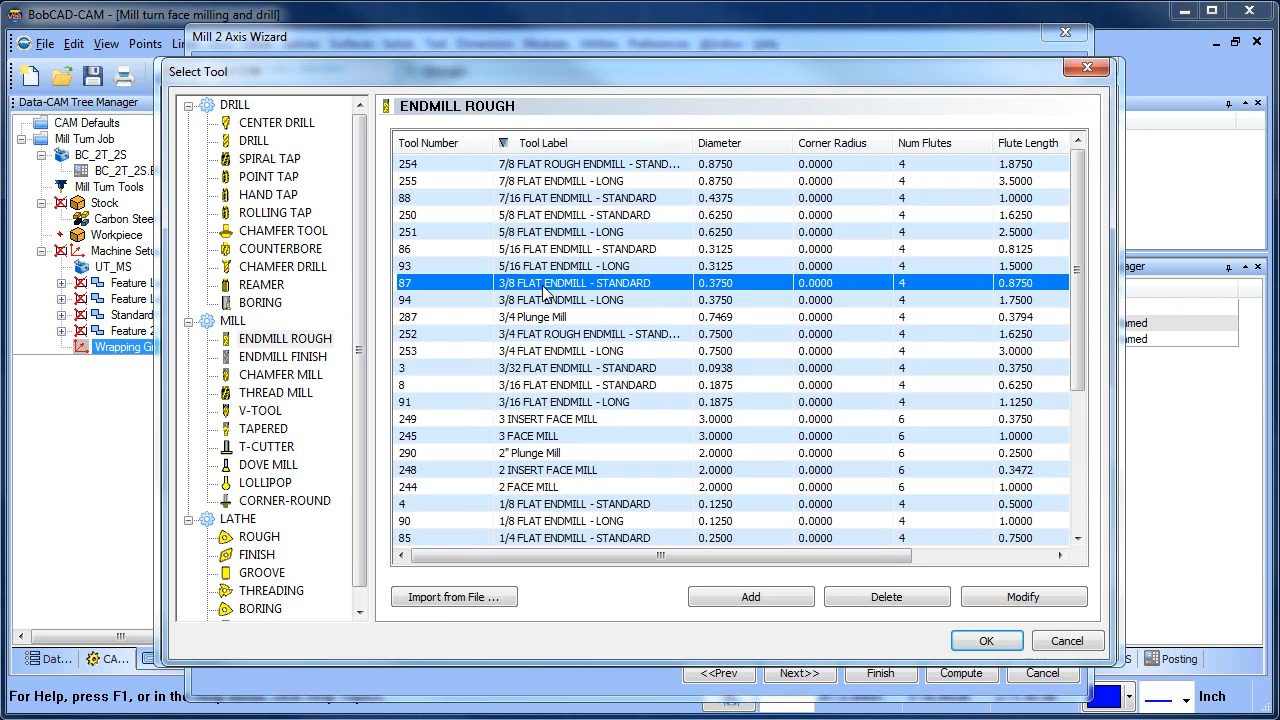 BobCAD-CAM - [Mill turn face milling and drill]
File Edit View Points
Data-CAM Tree Manager
CAM Defaults
Mill Turn Job
BC_2T_2S
BC_2T_2S.
Mill Turn Tools
Stock
Carbon Stee
Workpiece
Machine Setu
UT_MS
Feature L
Feature L
Standard
Feature 2
Wrapping Gr
Dat... CA...
Mill 2 Axis Wizard
Select Tool
DRILL
CENTER DRILL
DRILL
SPIRAL TAP
POINT TAP
HAND TAP
ROLLING TAP
CHAMFER TOOL
COUNTERBORE
CHAMFER DRILL
REAMER
BORING
MILL
ENDMILL ROUGH
ENDMILL FINISH
CHAMFER MILL
THREAD MILL
V-TOOL
TAPERED
T-CUTTER
DOVE MILL
LOLLIPOP
CORNER-ROUND
LATHE
ROUGH
FINISH
GROOVE
THREADING
BORING
ENDMILL ROUGH
Tool Number Tool Label Diameter Corner Radius Num Flutes Flute Length
254 7/8 FLAT ROUGH ENDMILL - STAND... 0.8750 0.0000 4 1.8750
255 7/8 FLAT ENDMILL - LONG 0.8750 0.0000 4 3.5000
88 7/16 FLAT ENDMILL - STANDARD 0.4375 0.0000 4 1.0000
250 5/8 FLAT ENDMILL - STANDARD 0.6250 0.0000 4 1.6250
251 5/8 FLAT ENDMILL - LONG 0.6250 0.0000 4 2.5000
86 5/16 FLAT ENDMILL - STANDARD 0.3125 0.0000 4 0.8125
93 5/16 FLAT ENDMILL - LONG 0.3125 0.0000 4 1.5000
87 3/8 FLAT ENDMILL - STANDARD 0.3750 0.0000 4 0.8750
94 3/8 FLAT ENDMILL - LONG 0.3750 0.0000 4 1.7500
287 3/4 Plunge Mill 0.7469 0.0000 4 0.3794
252 3/4 FLAT ROUGH ENDMILL - STAND... 0.7500 0.0000 4 1.6250
253 3/4 FLAT ENDMILL - LONG 0.7500 0.0000 4 3.0000
3 3/32 FLAT ENDMILL - STANDARD 0.0938 0.0000 4 0.3750
8 3/16 FLAT ENDMILL - STANDARD 0.1875 0.0000 4 0.6250
91 3/16 FLAT ENDMILL - LONG 0.1875 0.0000 4 1.1250
249 3 INSERT FACE MILL 3.0000 0.0000 6 0.3750
245 3 FACE MILL 3.0000 0.0000 6 1.0000
290 2" Plunge Mill 2.0000 0.0000 4 0.2500
248 2 INSERT FACE MILL 2.0000 0.0000 6 0.3472
244 2 FACE MILL 2.0000 0.0000 6 1.0000
4 1/8 FLAT ENDMILL - STANDARD 0.1250 0.0000 4 0.5000
90 1/8 FLAT ENDMILL - LONG 0.1250 0.0000 4 1.0000
85 1/4 FLAT ENDMILL - STANDARD 0.2500 0.0000 4 0.7500
Import from File ... Add Delete Modify
OK Cancel
<<Prev Next>> Finish Compute Cancel
ager
med
med
S Posting
For Help, press F1, or in
Inch